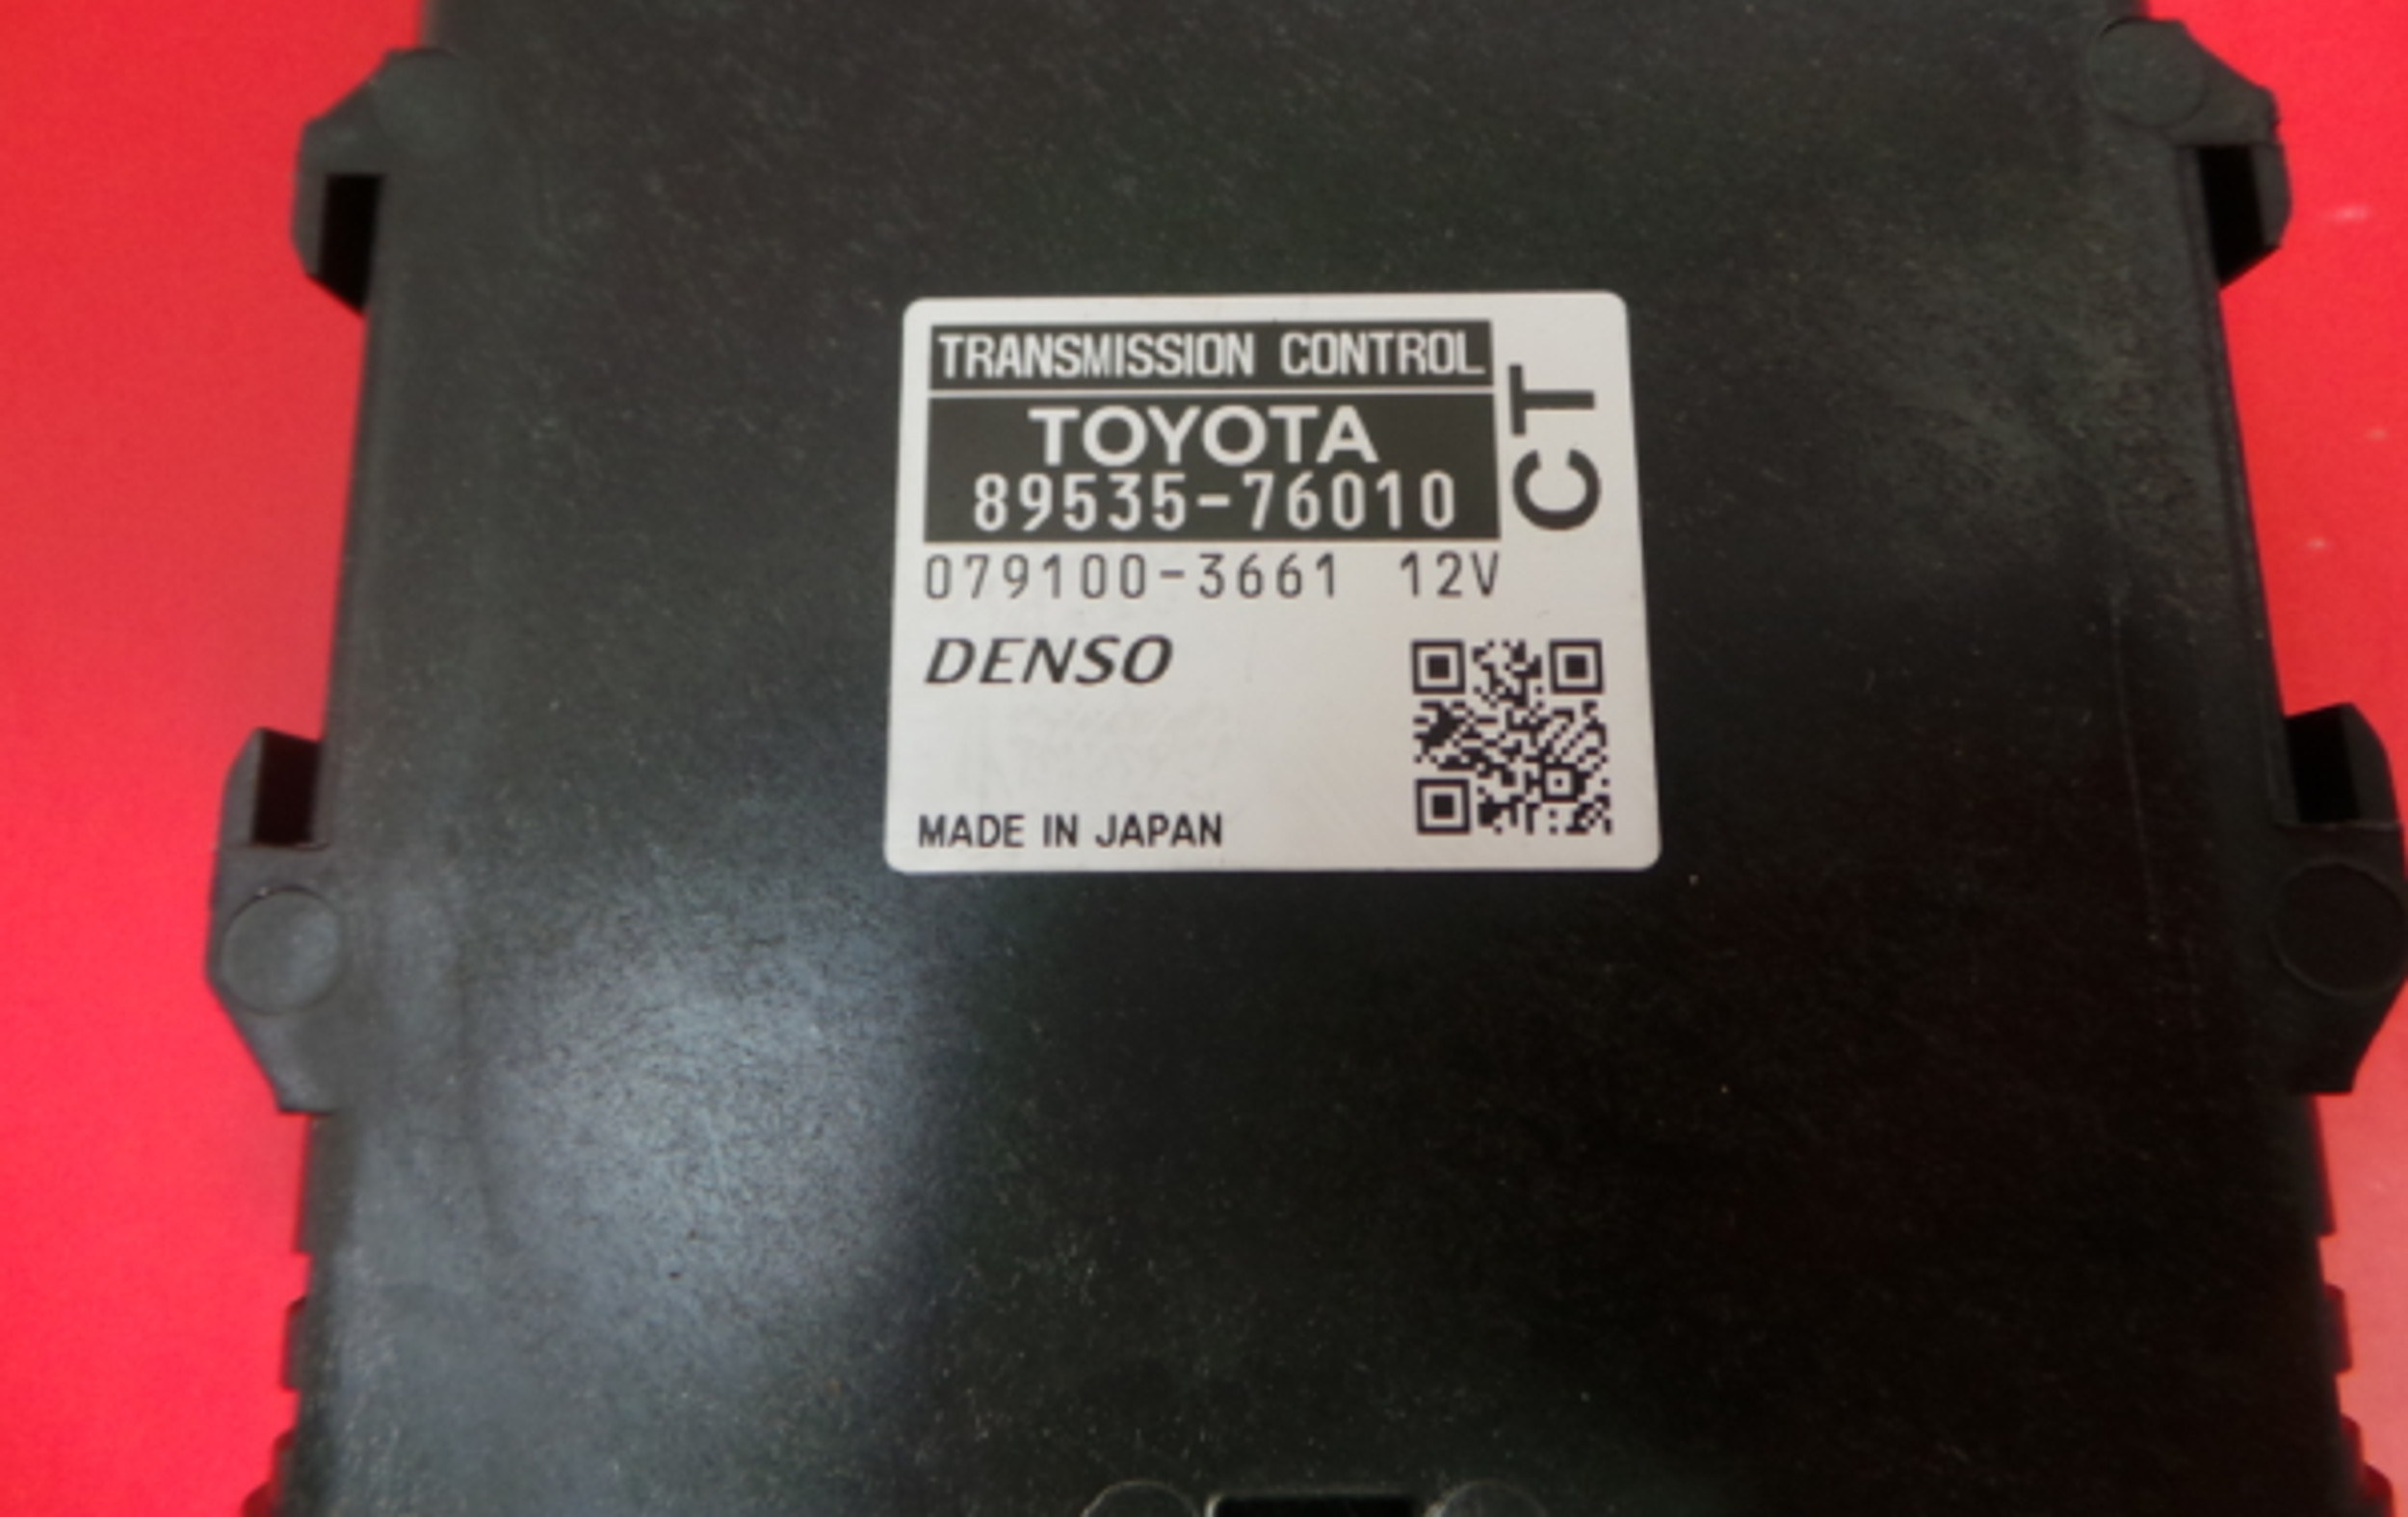 TRANSMISSION CONTROL
TOYOTA
89535-76010
CT
079100-3661 12V
DENSO
MADE IN JAPAN